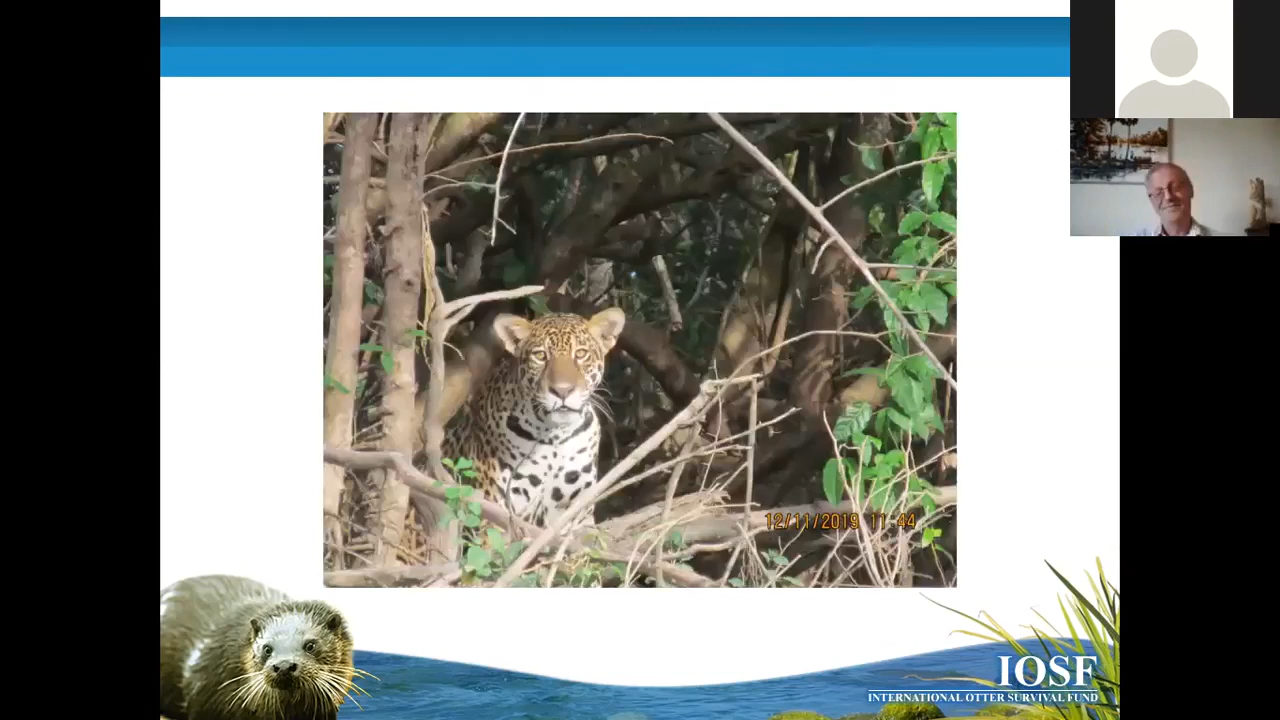 12/11/2019 11:44
IOSF
INTERNATIONAL OTTER SURVIVAL FUND